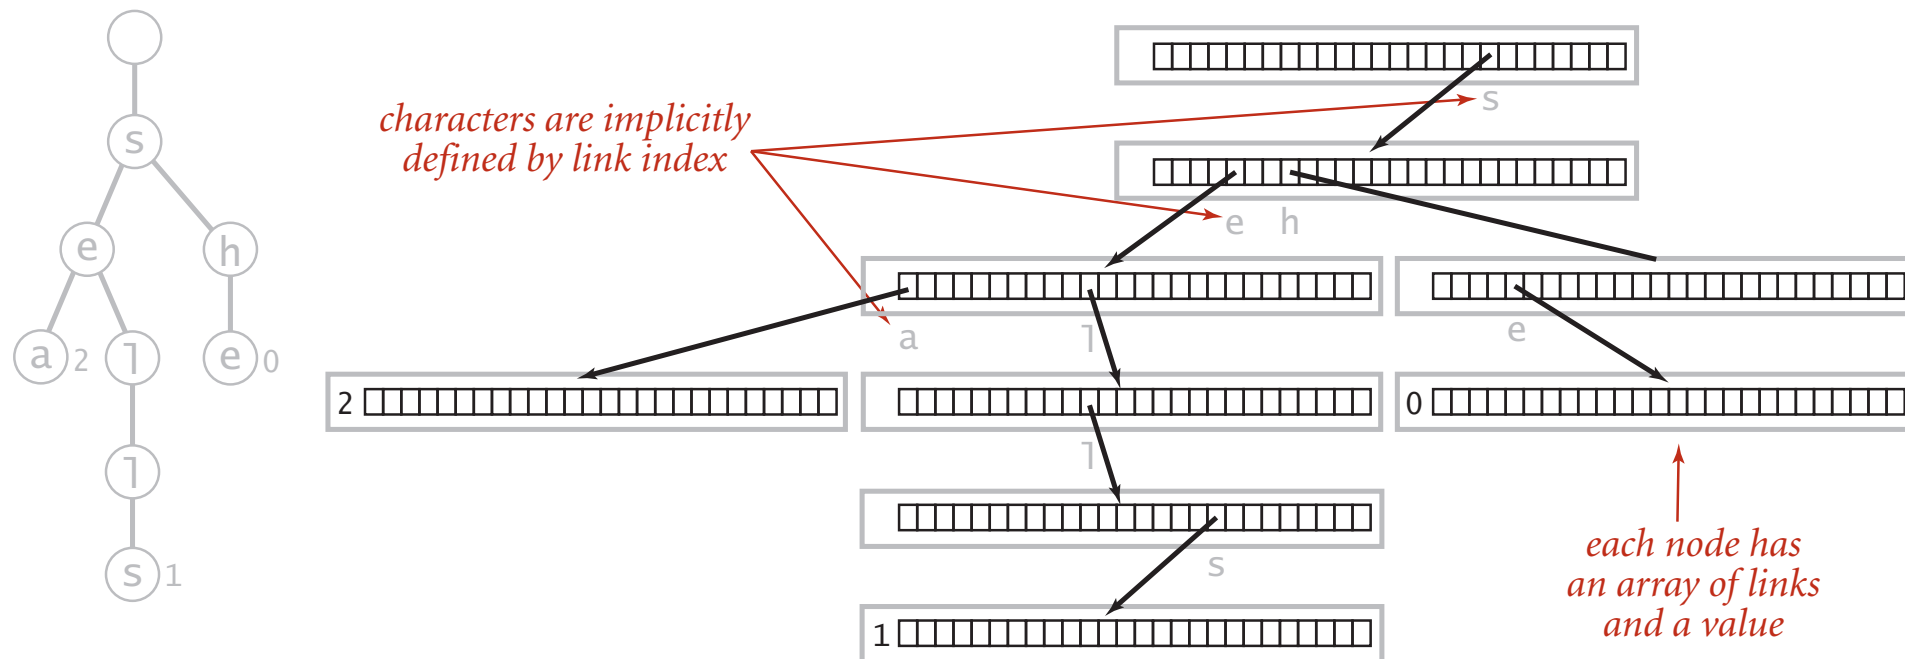 s
e
h
a
2
l
e
0
l
s
1
characters are implicitly
defined by link index
s
e h
a
l
e
2
0
l
s
1
each node has
an array of links
and a value